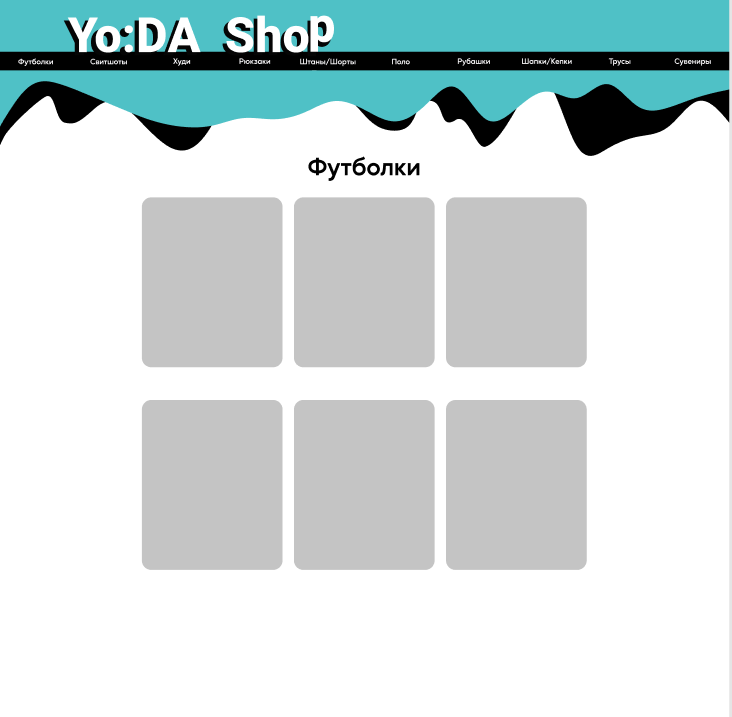 Yo:DA Shop
Футболки Свитшоты Худи Рюкзаки Штаны/Шорты Поло Рубашки Шапки/Кепки Трусы Сувениры
Футболки